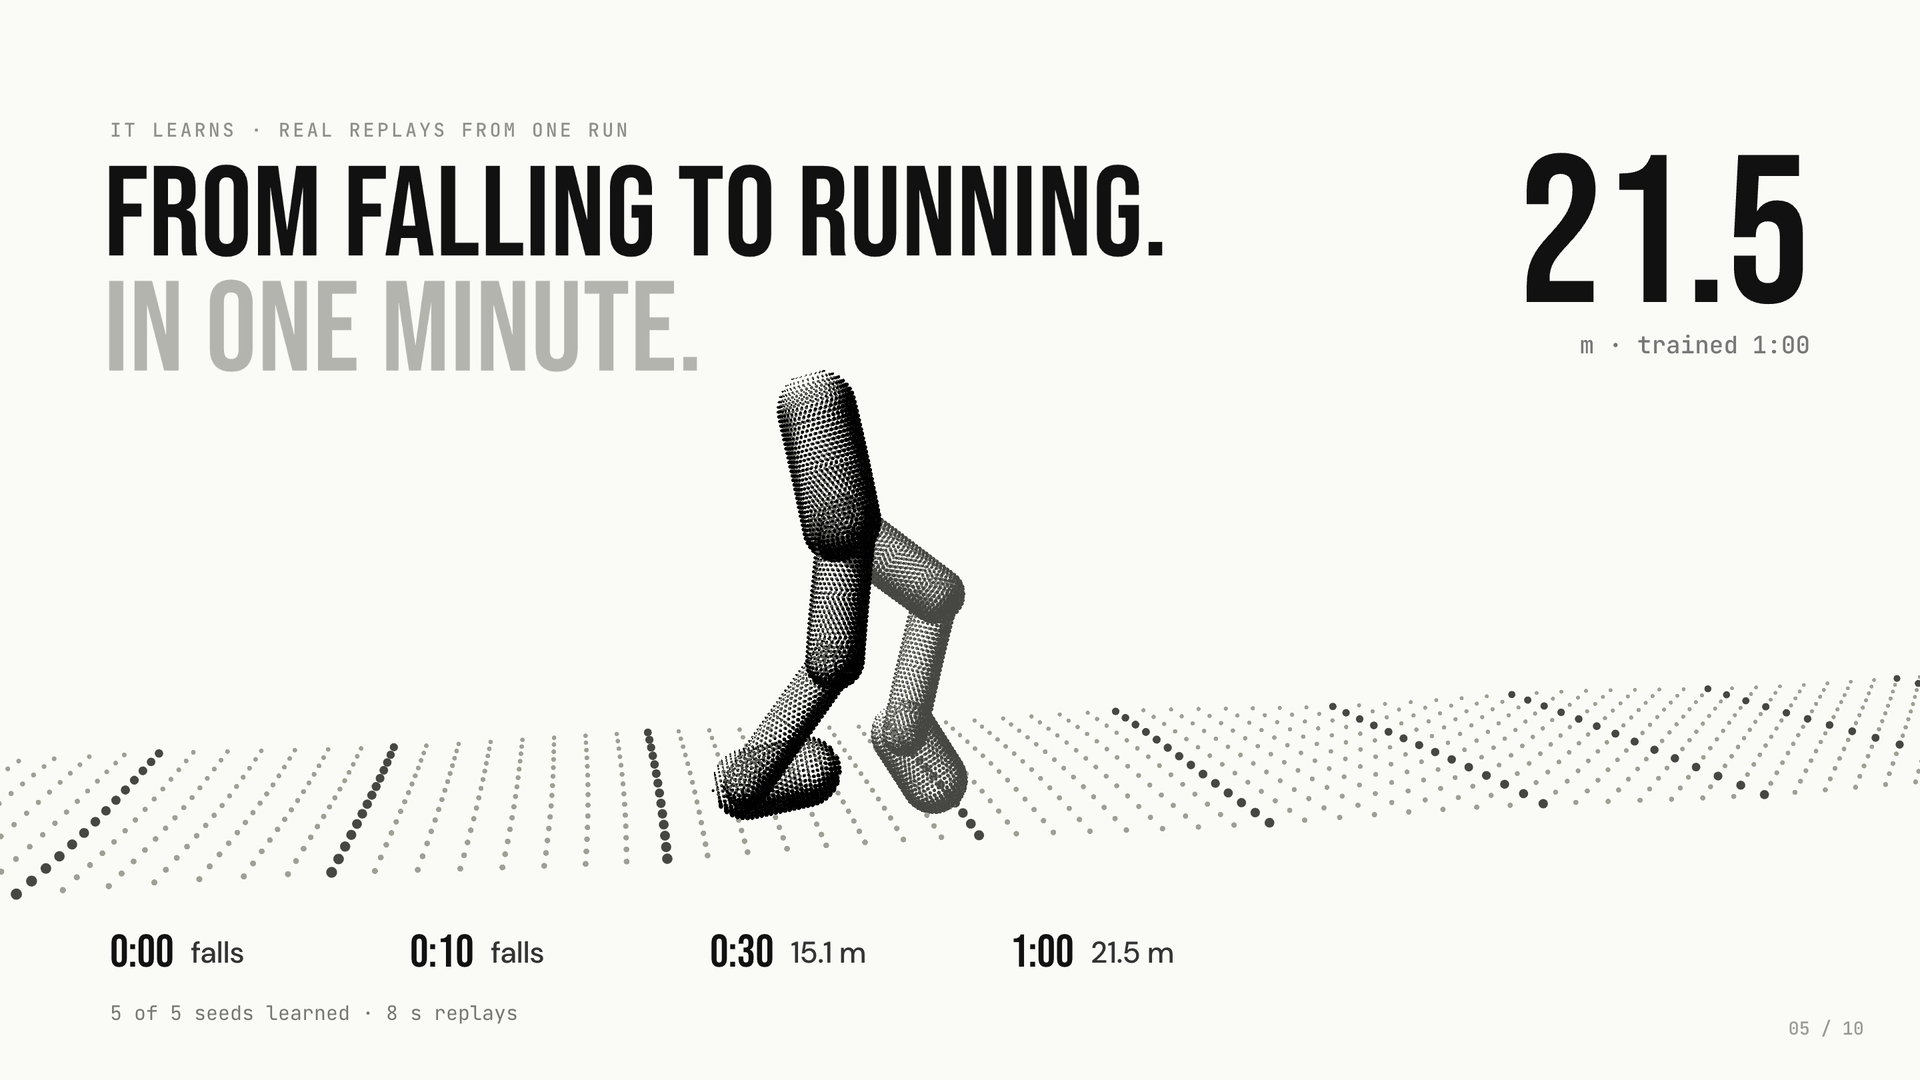 IT LEARNS · REAL REPLAYS FROM ONE RUN
FROM FALLING TO RUNNING.
IN ONE MINUTE.
21.5
m · trained 1:00
0:00 falls
0:10 falls
0:30 15.1 m
1:00 21.5 m
5 of 5 seeds learned · 8 s replays
05 / 10